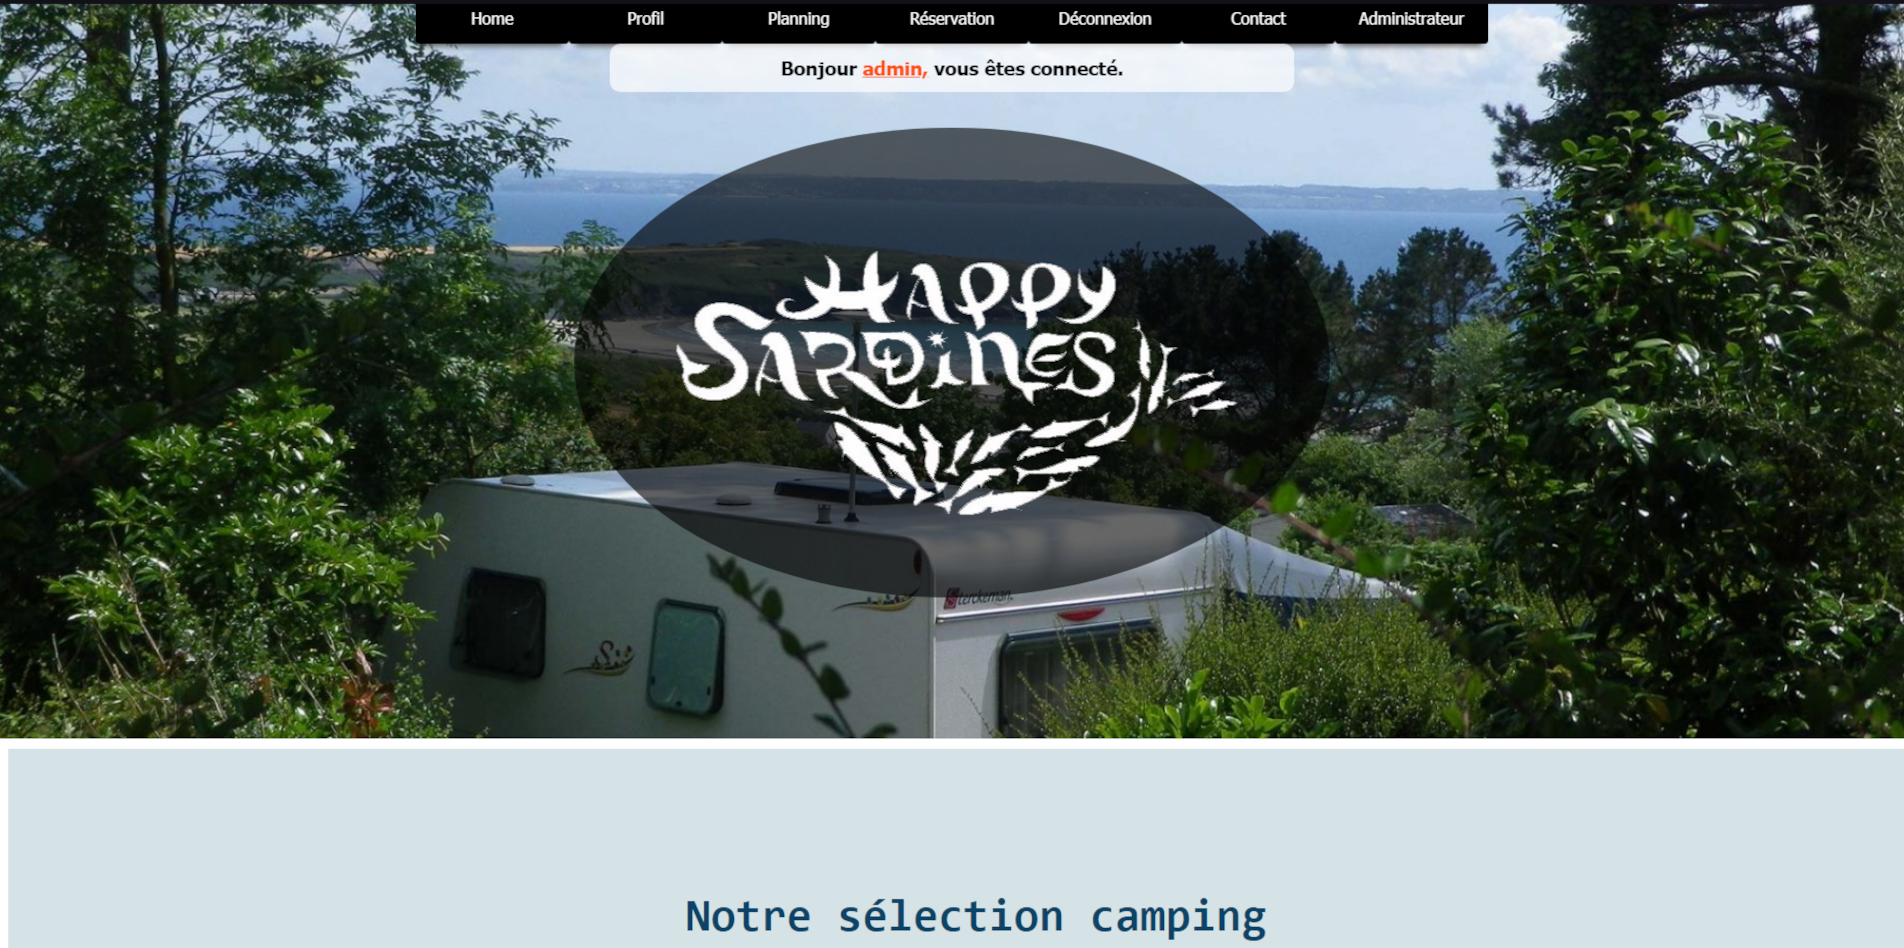 Home Profil Planning Réservation Déconnexion Contact Administrateur
Bonjour admin, vous êtes connecté.
HAPPY
SARDINES
Sterckeman
Notre sélection camping